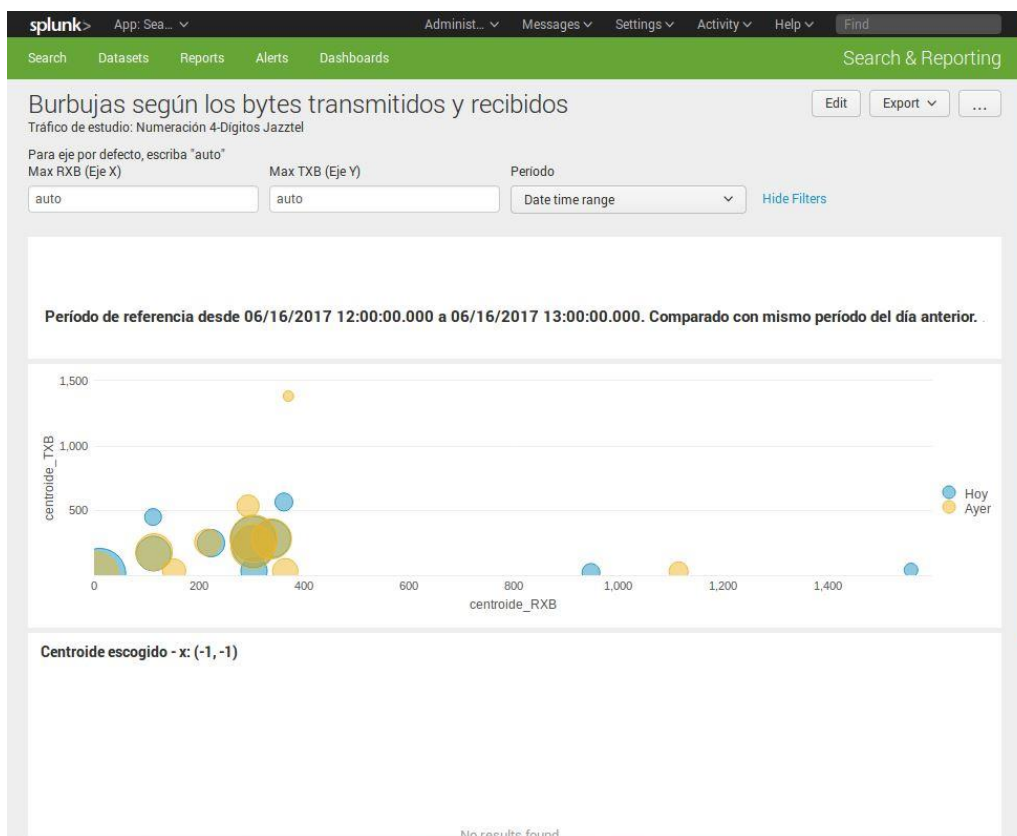 splunk> App: Sea... Administ... Messages Settings Activity Help Find
Search Datasets Reports Alerts Dashboards Search & Reporting
Burbujas según los bytes transmitidos y recibidos
Edit Export ...
Tráfico de estudio: Numeración 4-Dígitos Jazztel
Para eje por defecto, escriba "auto"
Max RXB (Eje X) Max TXB (Eje Y) Período
auto auto Date time range Hide Filters
Período de referencia desde 06/16/2017 12:00:00.000 a 06/16/2017 13:00:00.000. Comparado con mismo período del día anterior.
1,500
1,000
500
centroide_TXB
Hoy
Ayer
0 200 400 600 800 1,000 1,200 1,400
centroide_RXB
Centroide escogido - x: (-1, -1)
No results found